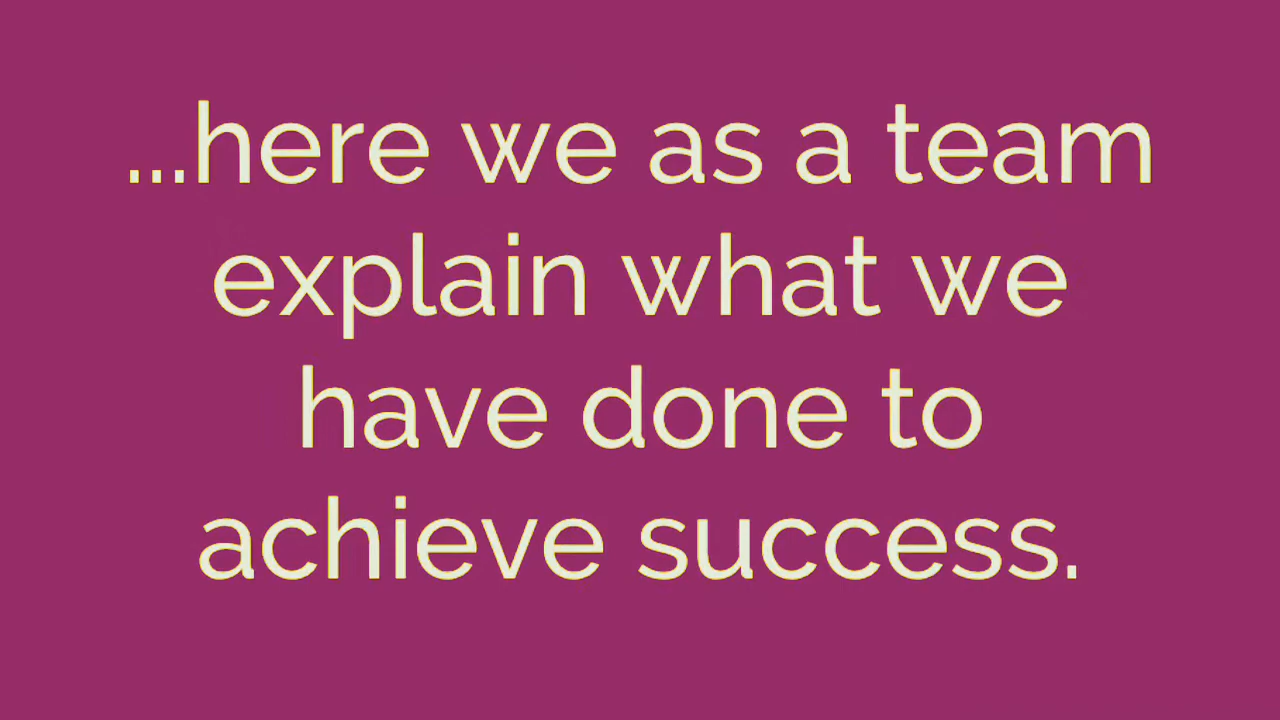 ...here we as a team
explain what we
have done to
achieve success.